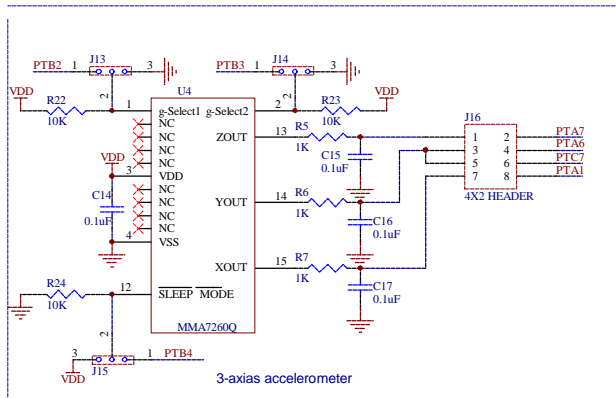 PTB2 1 J13 3
2
PTB3 1 J14 3
2
VDD R22 10K
U4
R23 10K VDD
1 g-Select1 g-Select2 2
NC
NC
NC
NC
ZOUT 13 R5 1K
VDD
3 VDD
C14 0.1uF
NC
NC
NC
NC
C15 0.1uF
YOUT 14 R6 1K
4 VSS
C16 0.1uF
XOUT 15 R7 1K
C17 0.1uF
R24 10K
12 SLEEP MODE
MMA7260Q
2
3 J15 1 PTB4
VDD
J16
1 2 PTA7
3 4 PTA6
5 6 PTC7
7 8 PTA1
4X2 HEADER
3-axias accelerometer